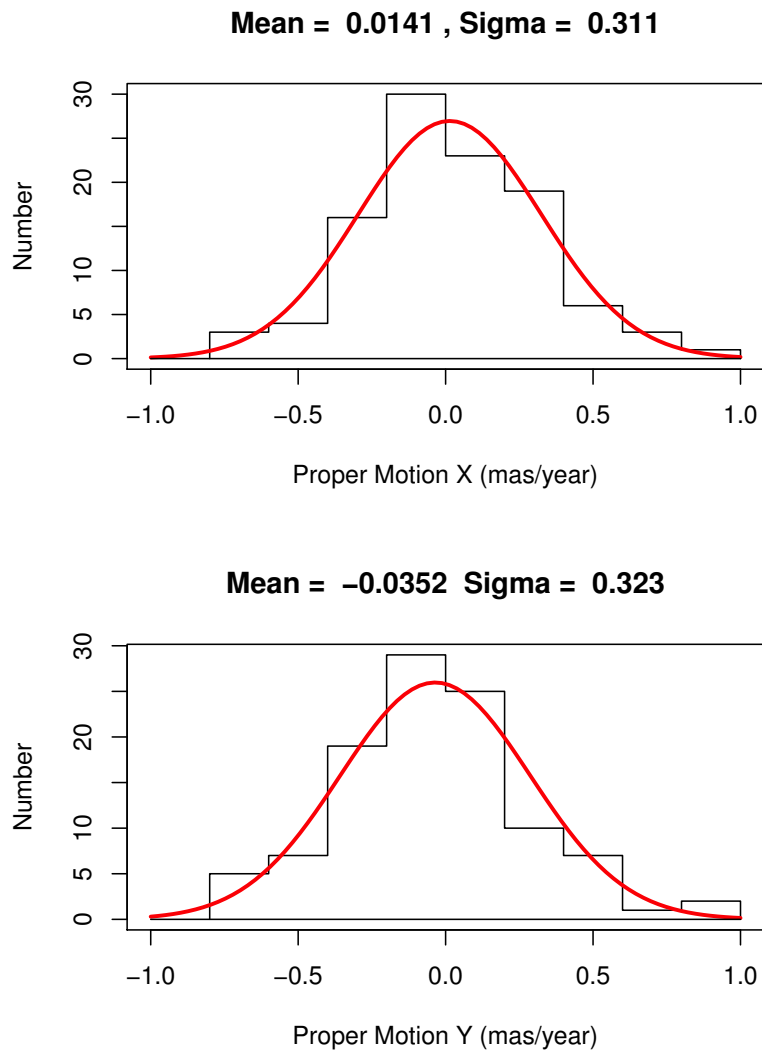 Mean =  0.0141 , Sigma =  0.311
30
20
10
5
0
Number
−1.0 −0.5 0.0 0.5 1.0
Proper Motion X (mas/year)
Mean =  −0.0352  Sigma =  0.323
30
20
10
5
0
Number
−1.0 −0.5 0.0 0.5 1.0
Proper Motion Y (mas/year)